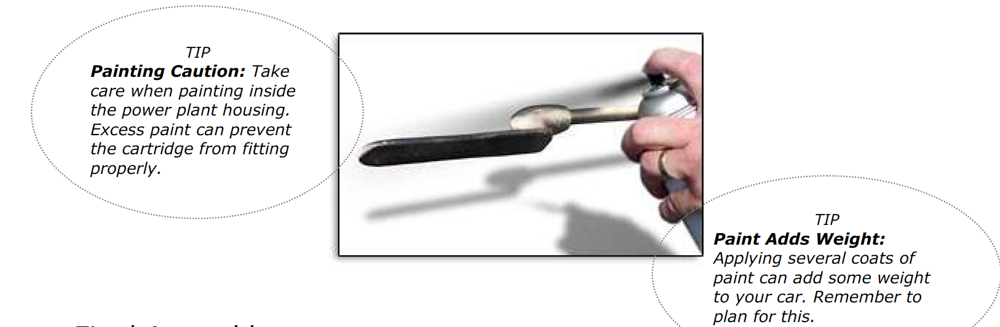 TIP
Painting Caution: Take
care when painting inside
the power plant housing.
Excess paint can prevent
the cartridge from fitting
properly.
TIP
Paint Adds Weight:
Applying several coats of
paint can add some weight
to your car. Remember to
plan for this.